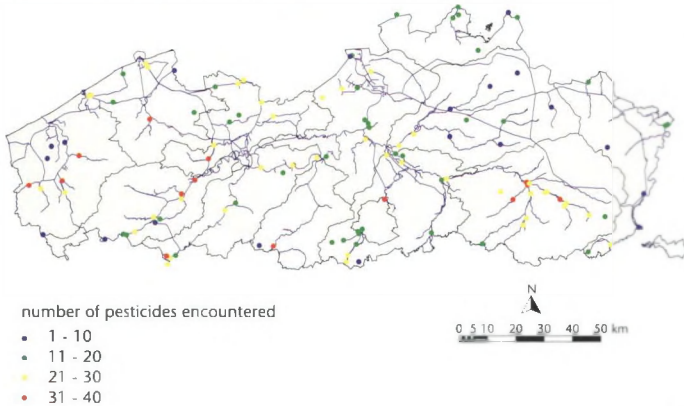 number of pesticides encountered
1 - 10
11 - 20
21 - 30
31 - 40
N
0 5 10 20 30 40 50 km